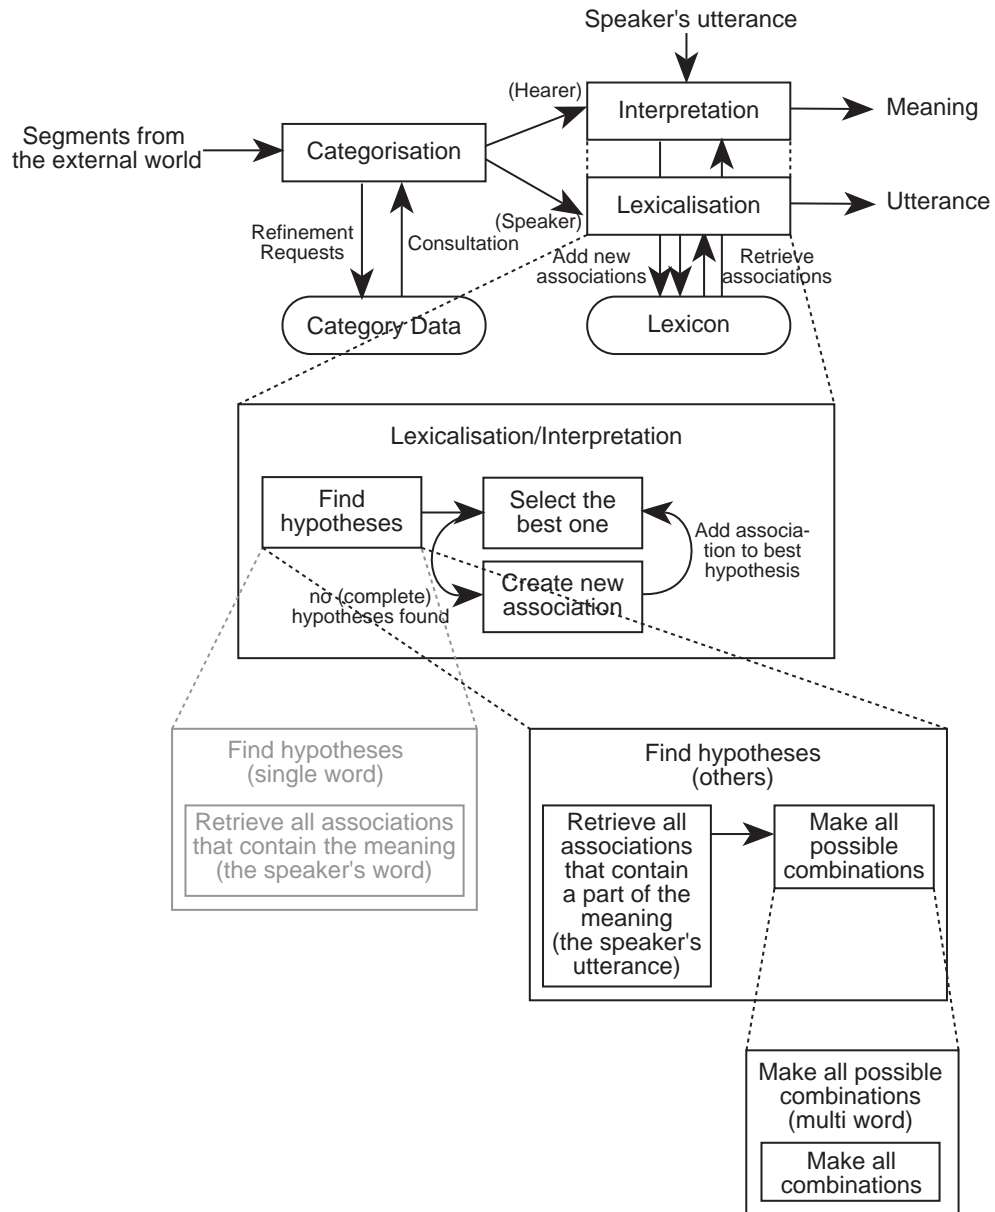 Speaker's utterance
(Hearer)
Interpretation
Meaning
Segments from
the external world
Categorisation
Lexicalisation
Utterance
(Speaker)
Refinement
Requests
Consultation
Add new
associations
Retrieve
associations
Category Data
Lexicon
Lexicalisation/Interpretation
Find
hypotheses
Select the
best one
Add associa-
tion to best
hypothesis
Create new
association
no (complete)
hypotheses found
Find hypotheses
(single word)
Retrieve all associations
that contain the meaning
(the speaker's word)
Find hypotheses
(others)
Retrieve all
associations
that contain
a part of the
meaning
(the speaker's
utterance)
Make all
possible
combinations
Make all possible
combinations
(multi word)
Make all
combinations